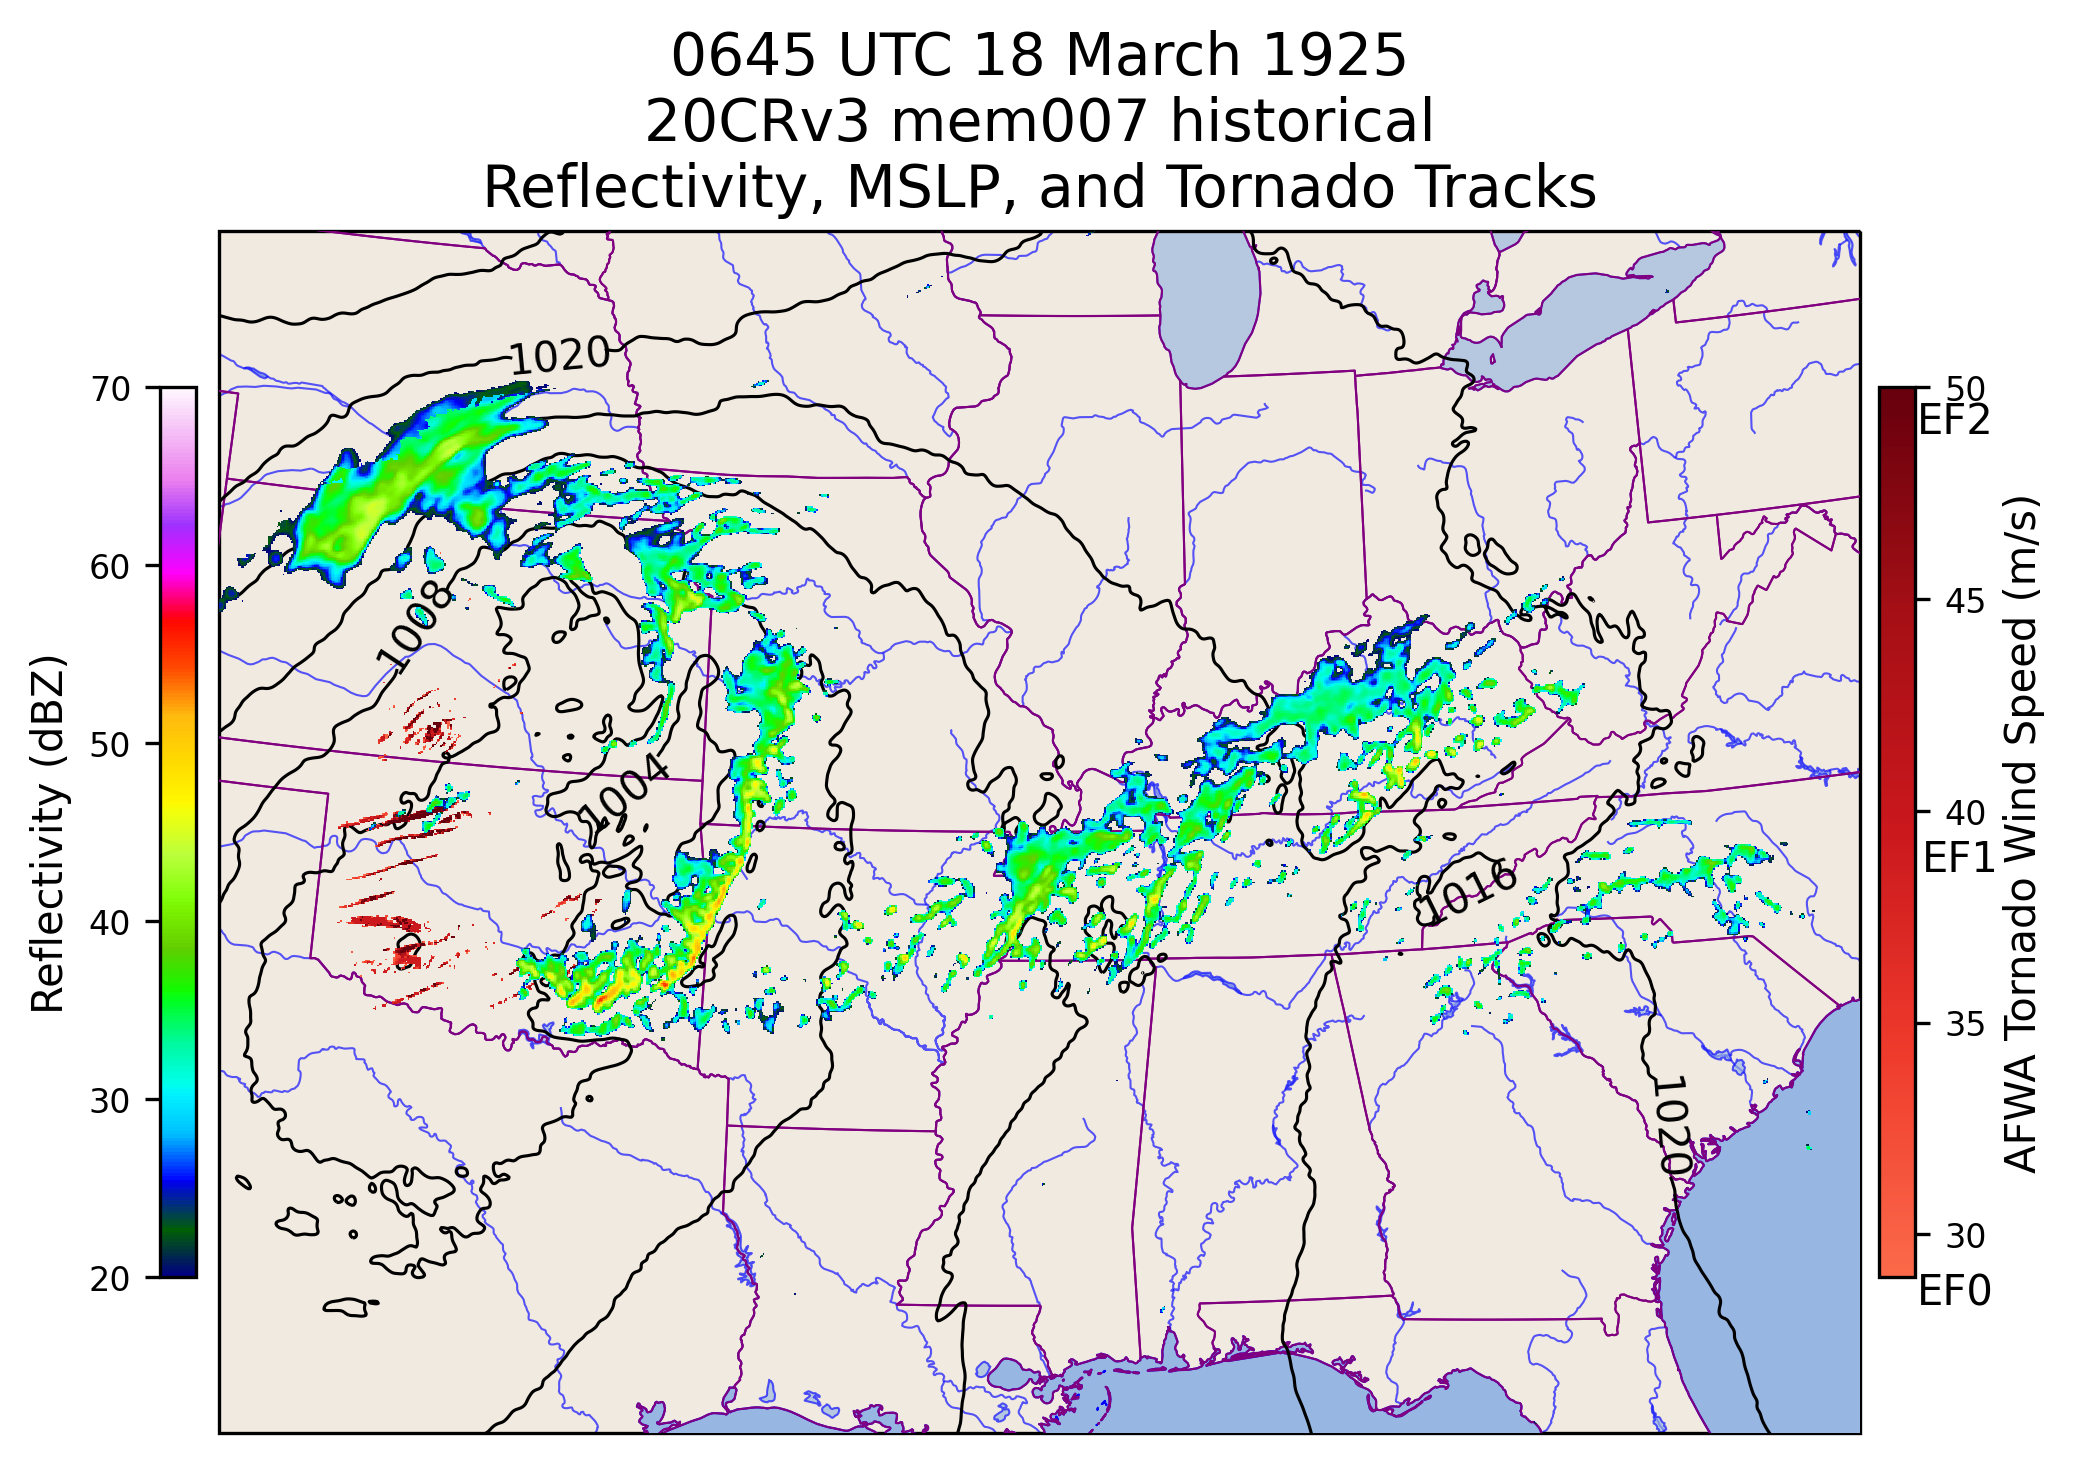 0645 UTC 18 March 1925
20CRv3 mem007 historical
Reflectivity, MSLP, and Tornado Tracks
Reflectivity (dBZ)
70
60
50
40
30
20
1020
1008
1004
1016
1020
50
EF2
45
40
EF1
35
30
EF0
AFWA Tornado Wind Speed (m/s)